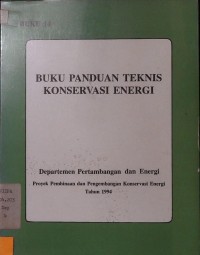 BUKU PANDUAN TEKNIS
KONSERVASI ENERGI
Departemen Pertambangan dan Energi
Proyek Pembinaan dan Pengembangan Konservasi Energi
Tahun 1994